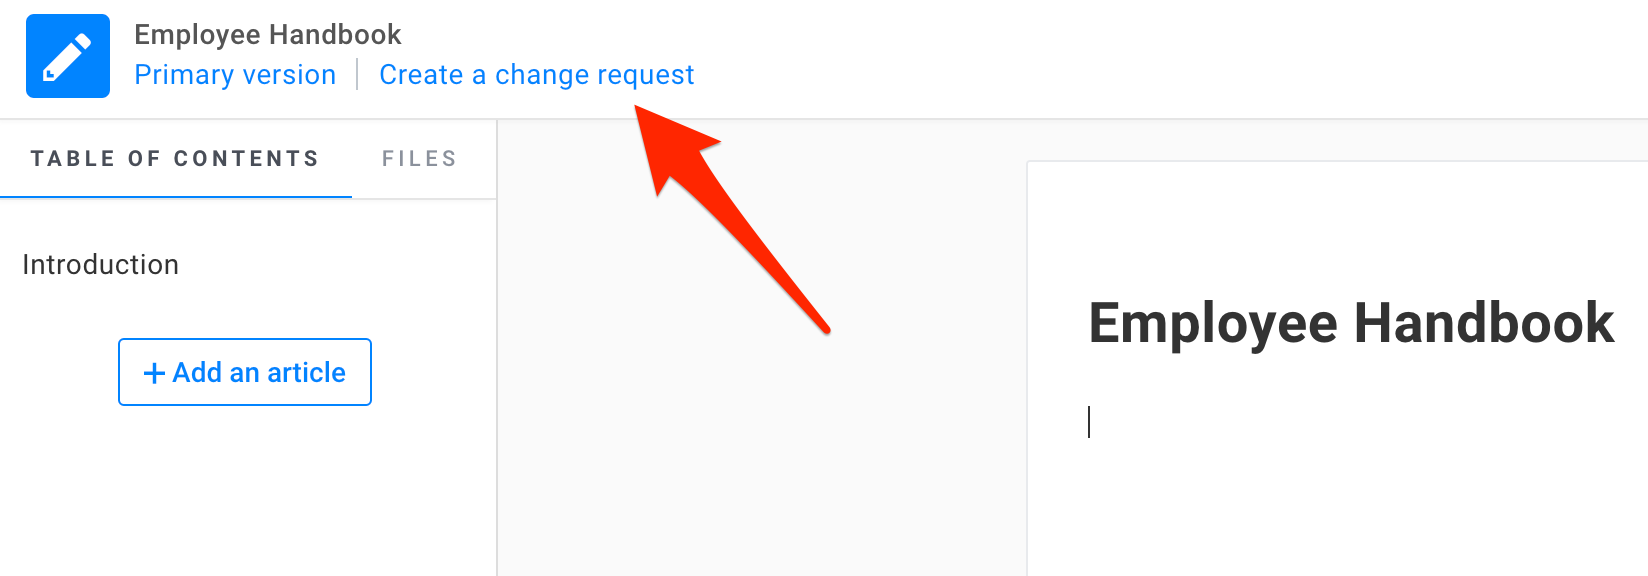 Employee Handbook
Primary version | Create a change request
TABLE OF CONTENTS FILES
Introduction
+ Add an article
Employee Handbook